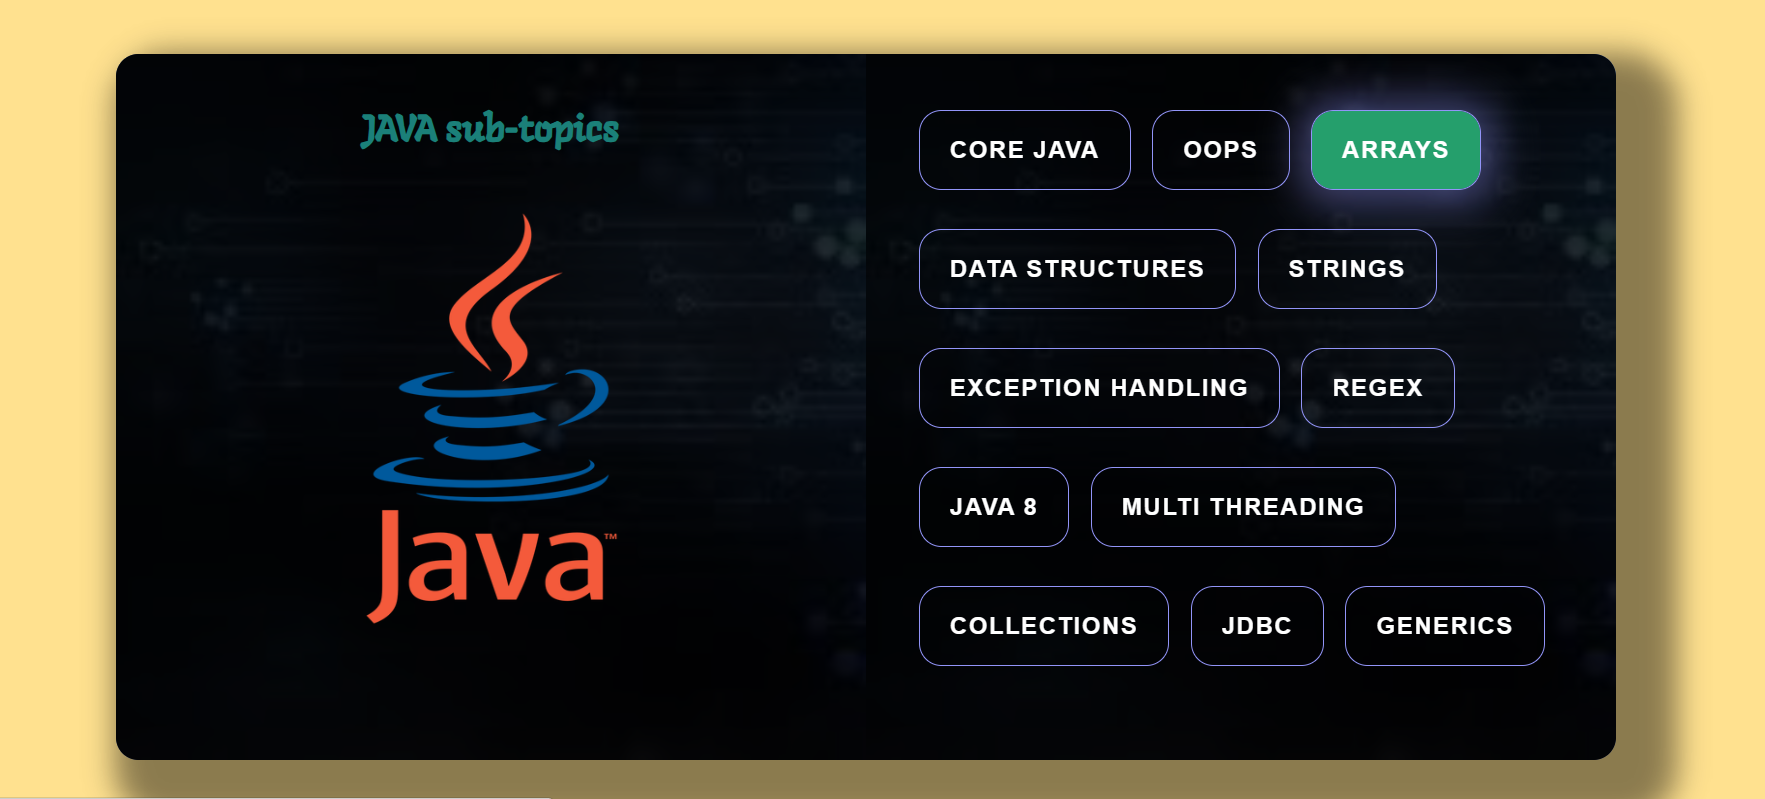 JAVA sub-topics
Java™
CORE JAVA
OOPS
ARRAYS
DATA STRUCTURES
STRINGS
EXCEPTION HANDLING
REGEX
JAVA 8
MULTI THREADING
COLLECTIONS
JDBC
GENERICS